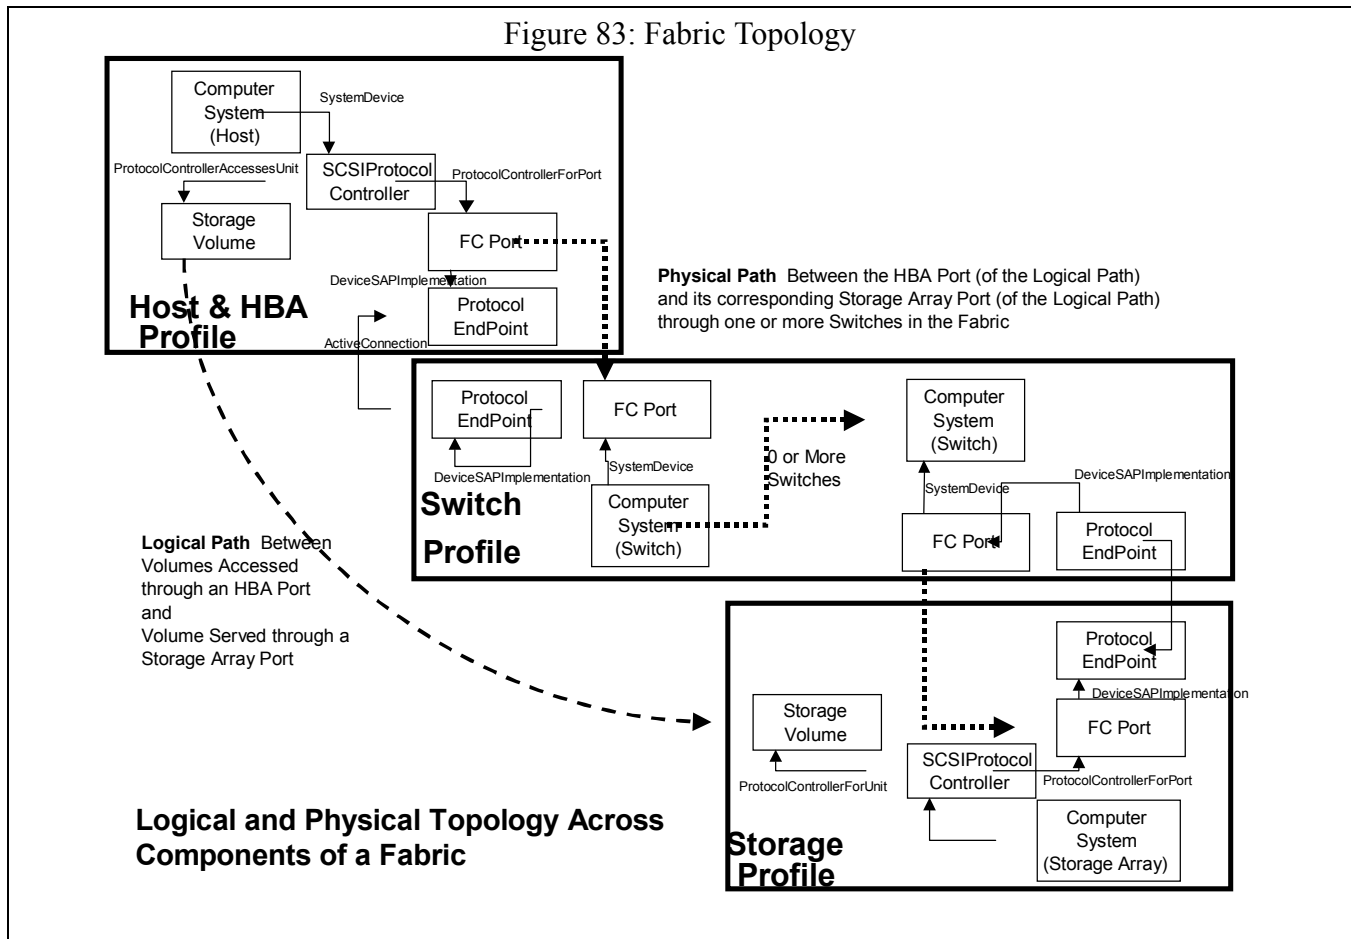 Figure 83: Fabric Topology
Computer
System
(Host)
SystemDevice
ProtocolControllerAccessesUnit
SCSIProtocol
Controller
ProtocolControllerForPort
Storage
Volume
FC Port
DeviceSAPImplementation
Protocol
EndPoint
Host & HBA
Profile
ActiveConnection
Physical Path Between the HBA Port (of the Logical Path)
and its corresponding Storage Array Port (of the Logical Path)
through one or more Switches in the Fabric
Protocol
EndPoint
FC Port
DeviceSAPImplementation
SystemDevice
0 or More
Switches
Computer
System
(Switch)
Computer
System
(Switch)
SystemDevice
DeviceSAPImplementation
FC Port
Protocol
EndPoint
Switch
Profile
Logical Path Between
Volumes Accessed
through an HBA Port
and
Volume Served through a
Storage Array Port
Protocol
EndPoint
DeviceSAPImplementation
FC Port
Storage
Volume
ProtocolControllerForUnit
SCSIProtocol
Controller
ProtocolControllerForPort
Computer
System
(Storage Array)
Storage
Profile
Logical and Physical Topology Across
Components of a Fabric